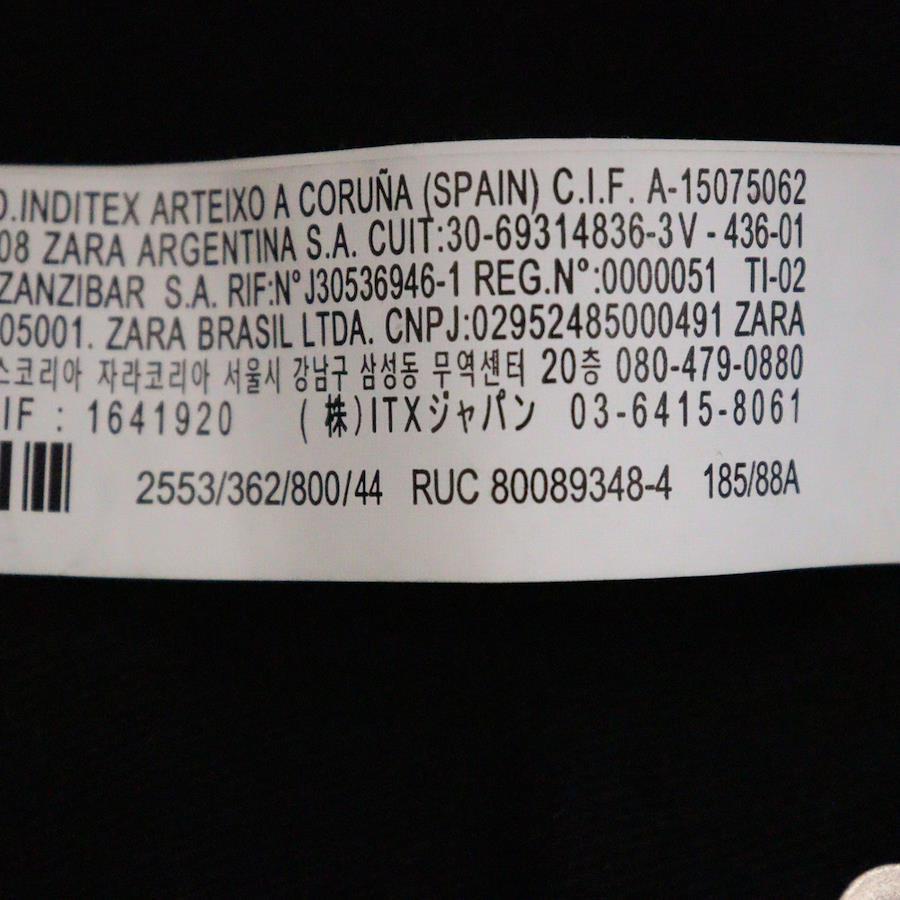 O.INDITEX ARTEIXO A CORUÑA (SPAIN) C.I.F. A-15075062
08 ZARA ARGENTINA S.A. CUIT:30-69314836-3V - 436-01
ZANZIBAR S.A. RIF:Nº J30536946-1 REG.Nº:0000051 TI-02
05001. ZARA BRASIL LTDA. CNPJ:02952485000491 ZARA
스코리아 자라코리아 서울시 강남구 삼성동 무역센터 20층 080-479-0880
IF : 1641920 (株)ITXジャパン 03-6415-8061
2553/362/800/44 RUC 80089348-4 185/88A